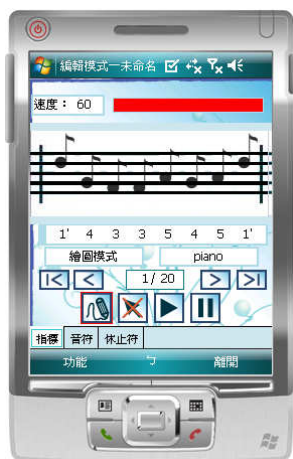 編輯模式—未命名
速度： 60
1' 4 3 3 5 4 5 1'
繪圖模式 piano
1/ 20
指標 音符 休止符
功能 離開